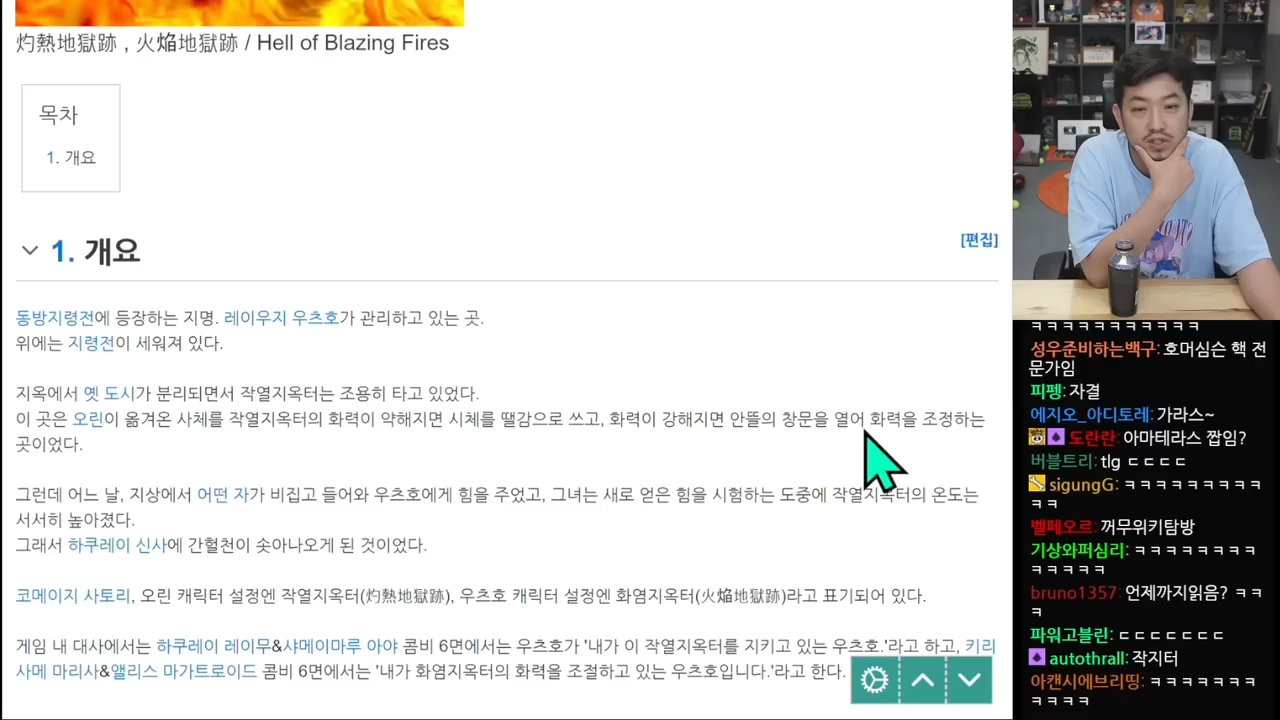 灼熱地獄跡 , 火焔地獄跡 / Hell of Blazing Fires
목차
1. 개요
1. 개요
[편집]
동방지령전에 등장하는 지명. 레이우지 우츠호가 관리하고 있는 곳.
위에는 지령전이 세워져 있다.
지옥에서 옛 도시가 분리되면서 작열지옥터는 조용히 타고 있었다.
이 곳은 오린이 옮겨온 사체를 작열지옥터의 화력이 약해지면 시체를 땔감으로 쓰고, 화력이 강해지면 안뜰의 창문을 열어 화력을 조정하는
곳이었다.
그런데 어느 날, 지상에서 어떤 자가 비집고 들어와 우츠호에게 힘을 주었고, 그녀는 새로 얻은 힘을 시험하는 도중에 작열지옥터의 온도는
서서히 높아졌다.
그래서 하쿠레이 신사에 간헐천이 솟아나오게 된 것이었다.
코메이지 사토리, 오린 캐릭터 설정엔 작열지옥터(灼熱地獄跡), 우츠호 캐릭터 설정엔 화염지옥터(火焔地獄跡)라고 표기되어 있다.
게임 내 대사에서는 하쿠레이 레이무&샤메이마루 아야 콤비 6면에서는 우츠호가 '내가 이 작열지옥터를 지키고 있는 우츠호.'라고 하고, 키리
사메 마리사&앨리스 마가트로이드 콤비 6면에서는 '내가 화염지옥터의 화력을 조절하고 있는 우츠호입니다.'라고 한다.
ㅋㅋㅋㅋㅋㅋㅋㅋㅋㅋㅋ
성우준비하는백구: 호머심슨 핵 전
문가임
피펭: 자결
에지오_아디토레: 가라스~
도란란: 아마테라스 짭임?
버블트리: tlg ㄷㄷㄷㄷ
sigungG: ㅋㅋㅋㅋㅋㅋㅋㅋㅋ
ㅋㅋ
벨페오르: 꺼무위키탐방
기상와퍼심리: ㅋㅋㅋㅋㅋㅋㅋㅋ
ㅋㅋㅋㅋㅋ
bruno1357: 언제까지읽음? ㅋㅋ
ㅋ
파워고블린: ㄷㄷㄷㄷㄷㄷㄷ
autothrall: 작지터
아캔시에브리띵: ㅋㅋㅋㅋㅋㅋㅋ
ㅋㅋㅋㅋ